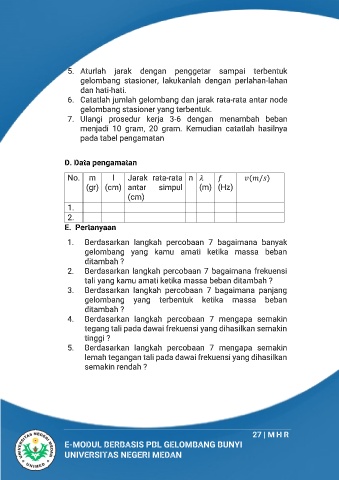 5. Aturlah jarak dengan penggetar sampai terbentuk
gelombang stasioner, lakukanlah dengan perlahan-lahan
dan hati-hati.
6. Catatlah jumlah gelombang dan jarak rata-rata antar node
gelombang stasioner yang terbentuk.
7. Ulangi prosedur kerja 3-6 dengan menambah beban
menjadi 10 gram, 20 gram. Kemudian catatlah hasilnya
pada tabel pengamatan
D. Data pengamatan
No. m l Jarak rata-rata n λ f v(m/s)
(gr) (cm) antar simpul (m) (Hz)
(cm)
1.
2.
E. Pertanyaan
1. Berdasarkan langkah percobaan 7 bagaimana banyak
gelombang yang kamu amati ketika massa beban
ditambah ?
2. Berdasarkan langkah percobaan 7 bagaimana frekuensi
tali yang kamu amati ketika massa beban ditambah ?
3. Berdasarkan langkah percobaan 7 bagaimana panjang
gelombang yang terbentuk ketika massa beban
ditambah ?
4. Berdasarkan langkah percobaan 7 mengapa semakin
tegang tali pada dawai frekuensi yang dihasilkan semakin
tinggi ?
5. Berdasarkan langkah percobaan 7 mengapa semakin
lemah tegangan tali pada dawai frekuensi yang dihasilkan
semakin rendah ?
27 | M H R
UNIVERSITAS NEGERI MEDAN
UNIMED
E-MODUL BERBASIS PBL GELOMBANG BUNYI
UNIVERSITAS NEGERI MEDAN